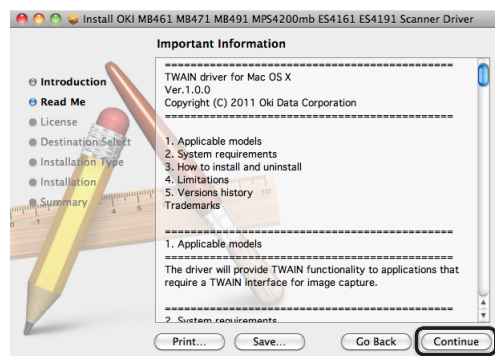 Install OKI MB461 MB471 MB491 MPS4200mb ES4161 ES4191 Scanner Driver
Important Information
Introduction
Read Me
License
Destination Select
Installation Type
Installation
Summary
==============================================
TWAIN driver for Mac OS X
Ver.1.0.0
Copyright (C) 2011 Oki Data Corporation
==============================================
1. Applicable models
2. System requirements
3. How to install and uninstall
4. Limitations
5. Versions history
Trademarks
==============================================
1. Applicable models
==============================================
The driver will provide TWAIN functionality to applications that
require a TWAIN interface for image capture.
==============================================
2. System requirements
Print... Save... Go Back Continue